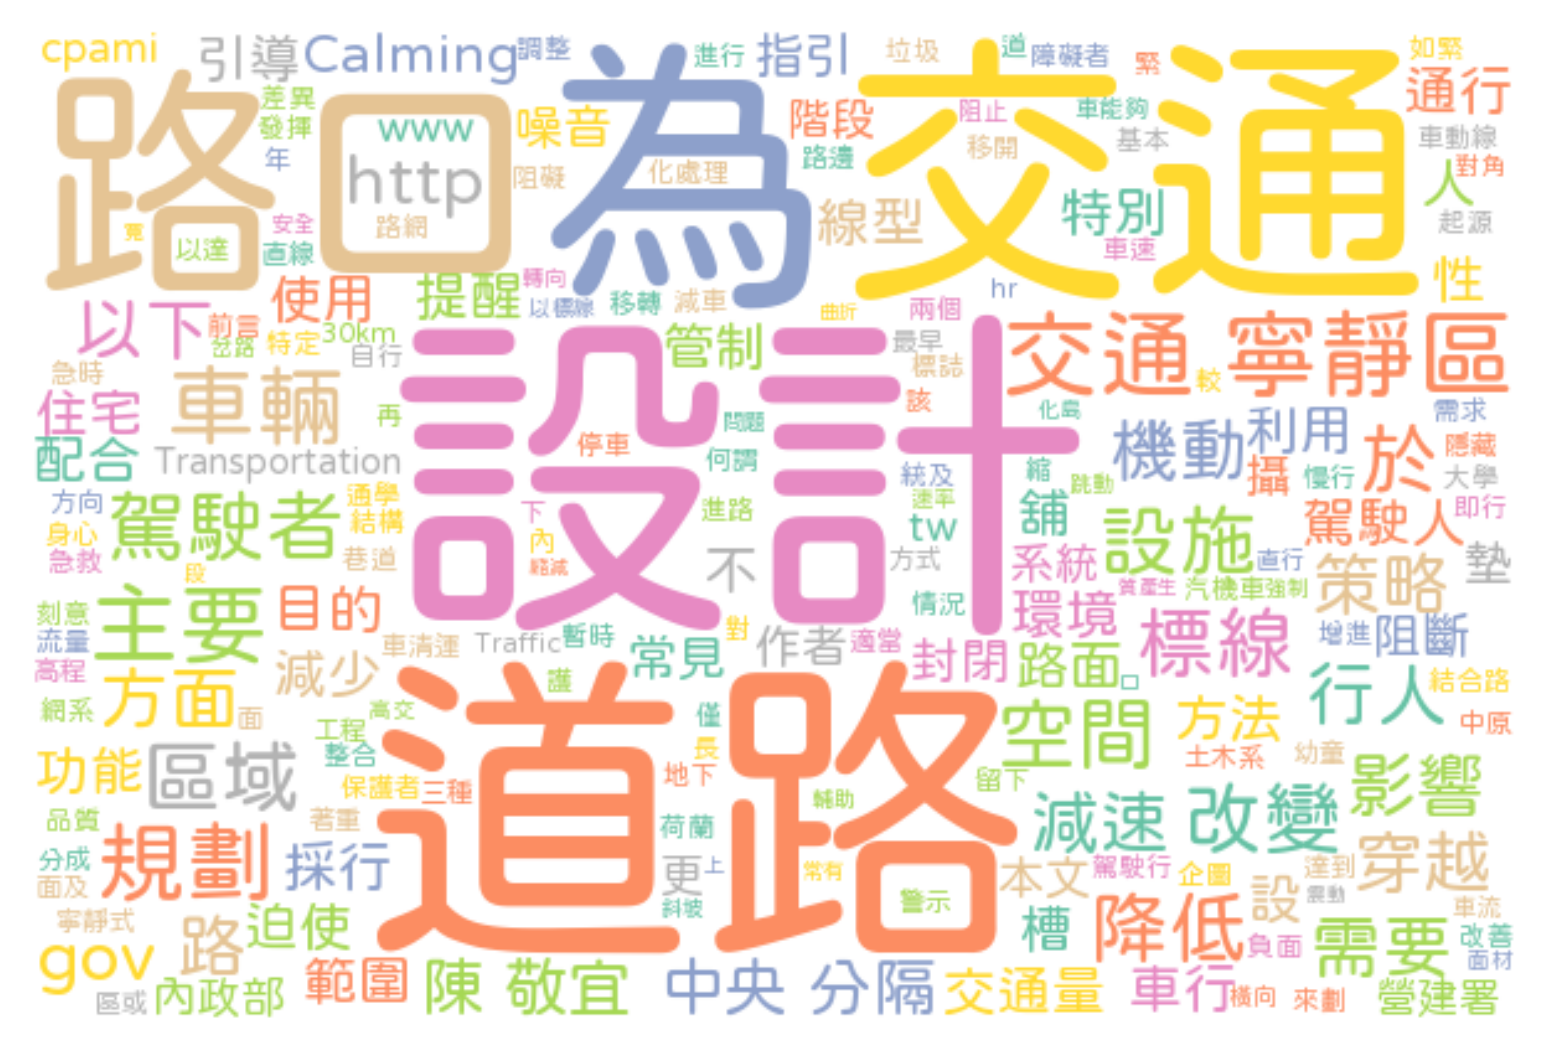 cpami 引導 Calming 調整 進行 指引 垃圾 道 障礙者 緊 如緊
路口 為 交通
差異 www 噪音 階段 阻止 車能夠 通行
發揮 http 路邊 移開 基本 車動線
年 阻礙 化處理 對角
寬 安全 路網 線型 特別 人 起源
以達 直線 車速
使用 提醒 轉向 hr 性
以下 前言 以標線 移轉 減車 曲折 兩個
岔路 特定 30km 管制 最早 交通 寧靜區
急時 車輛 自行 標誌 較
設計
住宅 再 問題 該 化島 需求
配合 Transportation 停車 何謂 機動 利用 於 隱藏
方向 通學 統及 縮 攝 慢行 大學
駕駛者 結構 下 進路 速率 跳動 駕駛人 即行
身心 內 tw 舖 設施
急救 巷道 縮減 不 方式 系統 直行 策略 墊
段 質產生 汽機車 強制
刻意 主要 目的 情況 環境
流量 車清運 Traffic 暫時 對 作者 適當 標線 增進 阻斷
高程 減少 常見 封閉 路面
道路
網系 方面 面 護 行人 結合路
工程 高交 僅 空間 方法 中原
功能 區域 整合 長 土木系 幼童
保護者 三種 地下 留下 影響
品質 著重 荷蘭 輔助 減速 改變
分成 規劃 採行 更 上 常有 本文 駕駛行 企圖 達到 穿越
面及 斜坡 警示 設 震動
寧靜式 路 迫使 槽 降低 負面 需要 車流 改善
gov 範圍 陳 敬宜 中央 分隔 交通量 車行 面材
區或 內政部 橫向 來劃 營建署